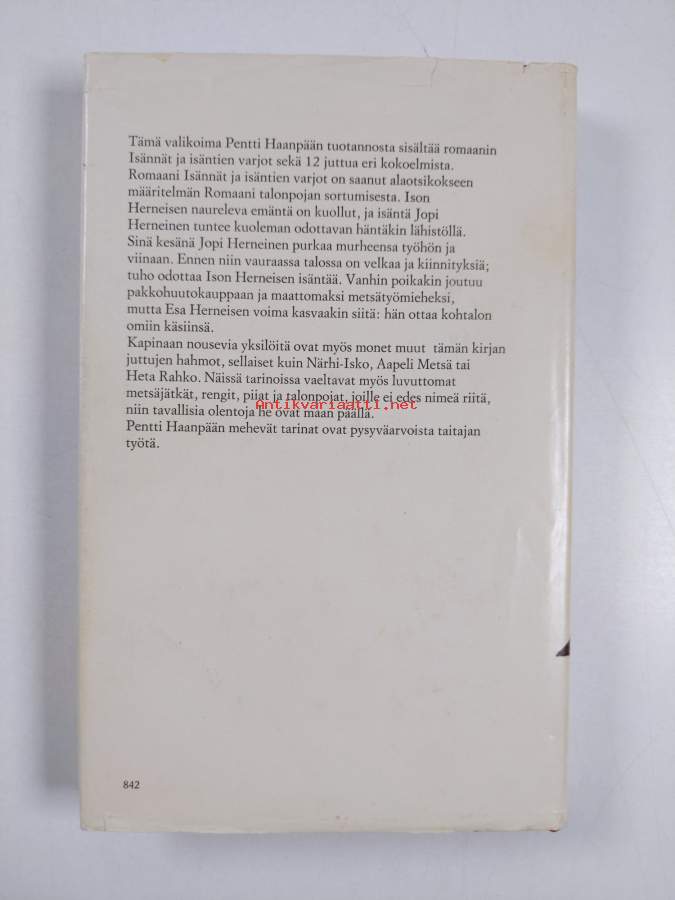 Tämä valikoima Pentti Haanpään tuotannosta sisältää romaanin
Isännät ja isäntien varjot sekä 12 juttua eri kokoelmista.
Romaani Isännät ja isäntien varjot on saanut alaotsikokseen
määritelmän Romaani talonpojan sortumisesta. Ison
Herneisen naureleva emäntä on kuollut, ja isäntä Jopi
Herneinen tuntee kuoleman odottavan häntäkin lähistöllä.
Sinä kesänä Jopi Herneinen purkaa murheensa työhön ja
viinaan. Ennen niin vauraassa talossa on velkaa ja kiinnityksiä;
tuho odottaa Ison Herneisen isäntää. Vanhin poikakin joutuu
pakkohuutokauppaan ja maattomaksi metsätyömieheksi,
mutta Esa Herneisen voima kasvaakin siitä: hän ottaa kohtalon
omiin käsiinsä.
Kapinaan nousevia yksilöitä ovat myös monet muut tämän kirjan
juttujen hahmot, sellaiset kuin Närhi-Isko, Aapeli Metsä tai
Heta Rahko. Näissä tarinoissa vaeltavat myös luvuttomat
metsäjätkät, rengit, piiat ja talonpojat, joille ei edes nimeä riitä,
Antikvariaatti.net
niin tavallisia olentoja he ovat maan päällä.
Pentti Haanpään mehevät tarinat ovat pysyväarvoista taitajan
työtä.
842